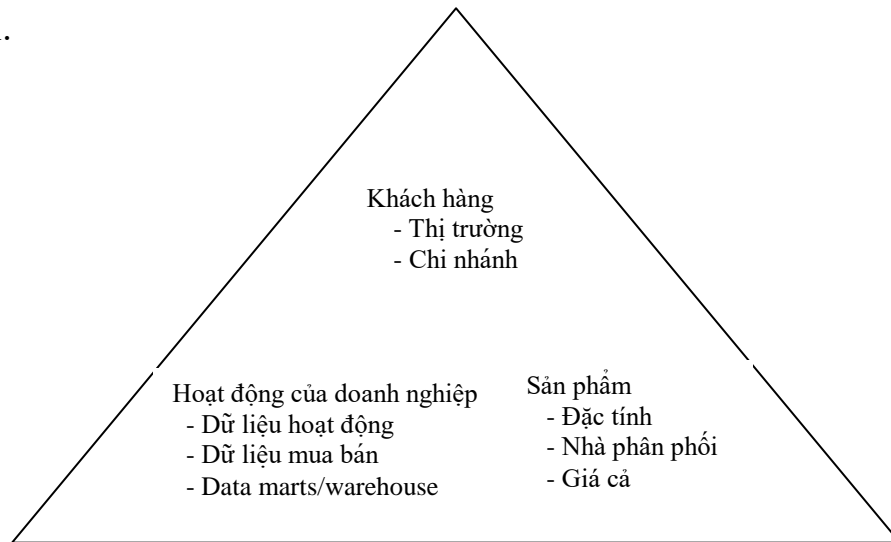 Khách hàng
- Thị trường
- Chi nhánh
Hoạt động của doanh nghiệp
- Dữ liệu hoạt động
- Dữ liệu mua bán
- Data marts/warehouse
Sản phẩm
- Đặc tính
- Nhà phân phối
- Giá cả